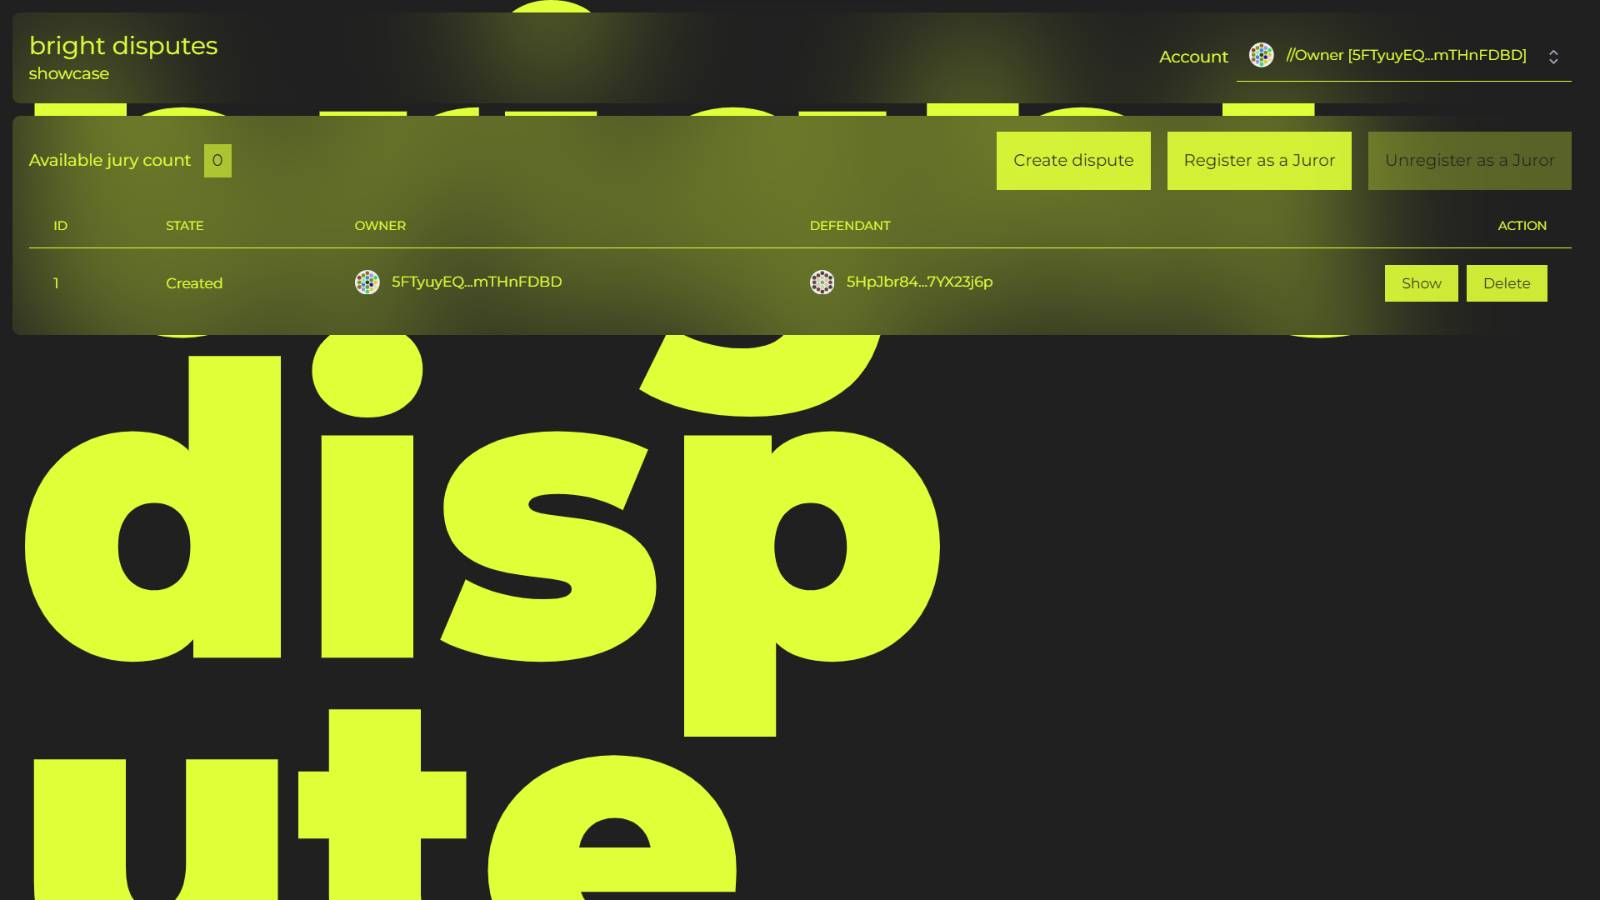 bright disputes
showcase
Account //Owner [5FTyuyEQ...mTHnFDBD]
Available jury count 0
Create dispute Register as a Juror Unregister as a Juror
ID STATE OWNER DEFENDANT ACTION
1 Created 5FTyuyEQ...mTHnFDBD 5HpJbr84...7YX23j6p Show Delete
disp
ute